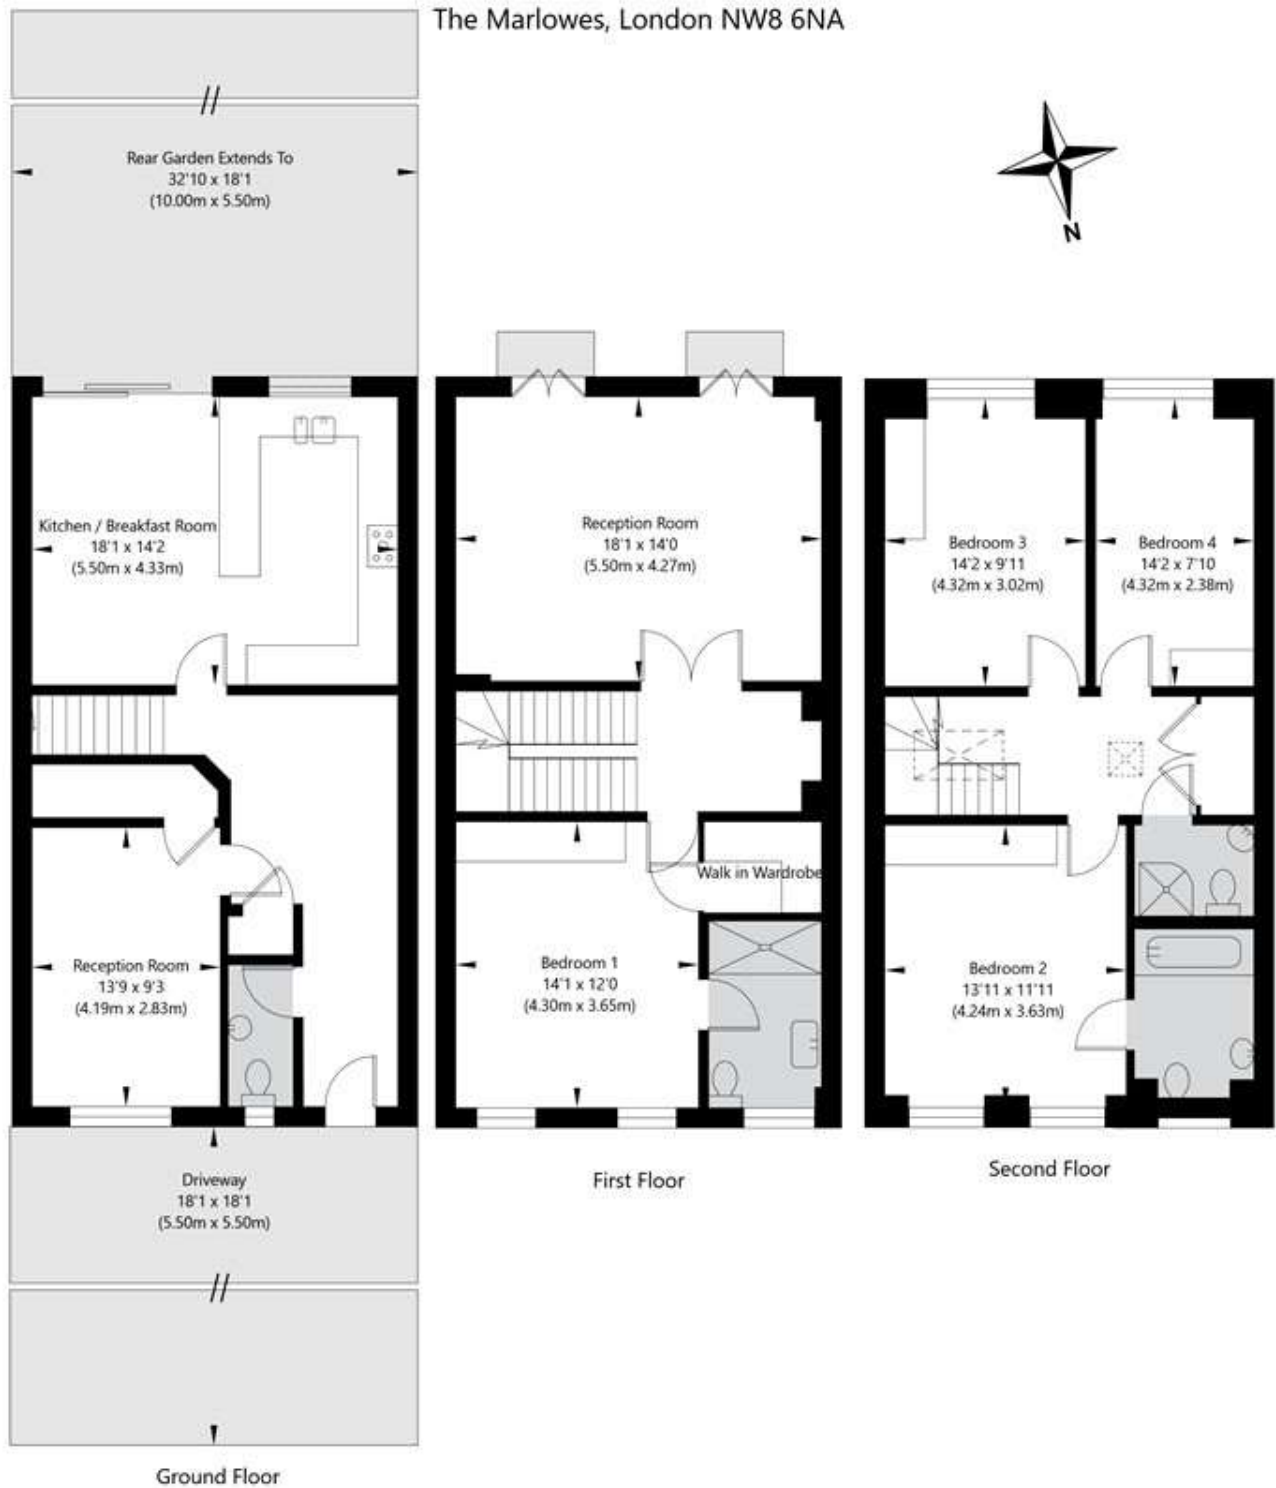 The Marlowes, London NW8 6NA
N
Rear Garden Extends To
32'10 x 18'1
(10.00m x 5.50m)
Kitchen / Breakfast Room
18'1 x 14'2
(5.50m x 4.33m)
Reception Room
13'9 x 9'3
(4.19m x 2.83m)
Driveway
18'1 x 18'1
(5.50m x 5.50m)
Ground Floor
Reception Room
18'1 x 14'0
(5.50m x 4.27m)
Walk in Wardrobe
Bedroom 1
14'1 x 12'0
(4.30m x 3.65m)
First Floor
Bedroom 3
14'2 x 9'11
(4.32m x 3.02m)
Bedroom 4
14'2 x 7'10
(4.32m x 2.38m)
Bedroom 2
13'11 x 11'11
(4.24m x 3.63m)
Second Floor